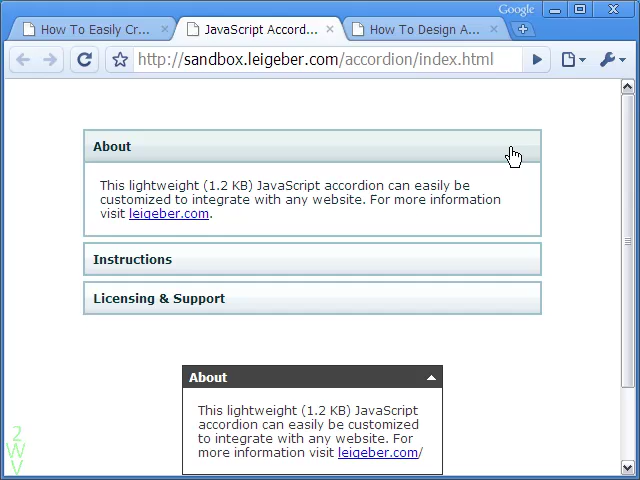 Google
How To Easily Cr...
JavaScript Accord...
How To Design A...
http://sandbox.leigeber.com/accordion/index.html
About
This lightweight (1.2 KB) JavaScript accordion can easily be
customized to integrate with any website. For more information
visit leigeber.com.
Instructions
Licensing & Support
About
This lightweight (1.2 KB) JavaScript
accordion can easily be customized
to integrate with any website. For
more information visit leigeber.com/
2
W
V